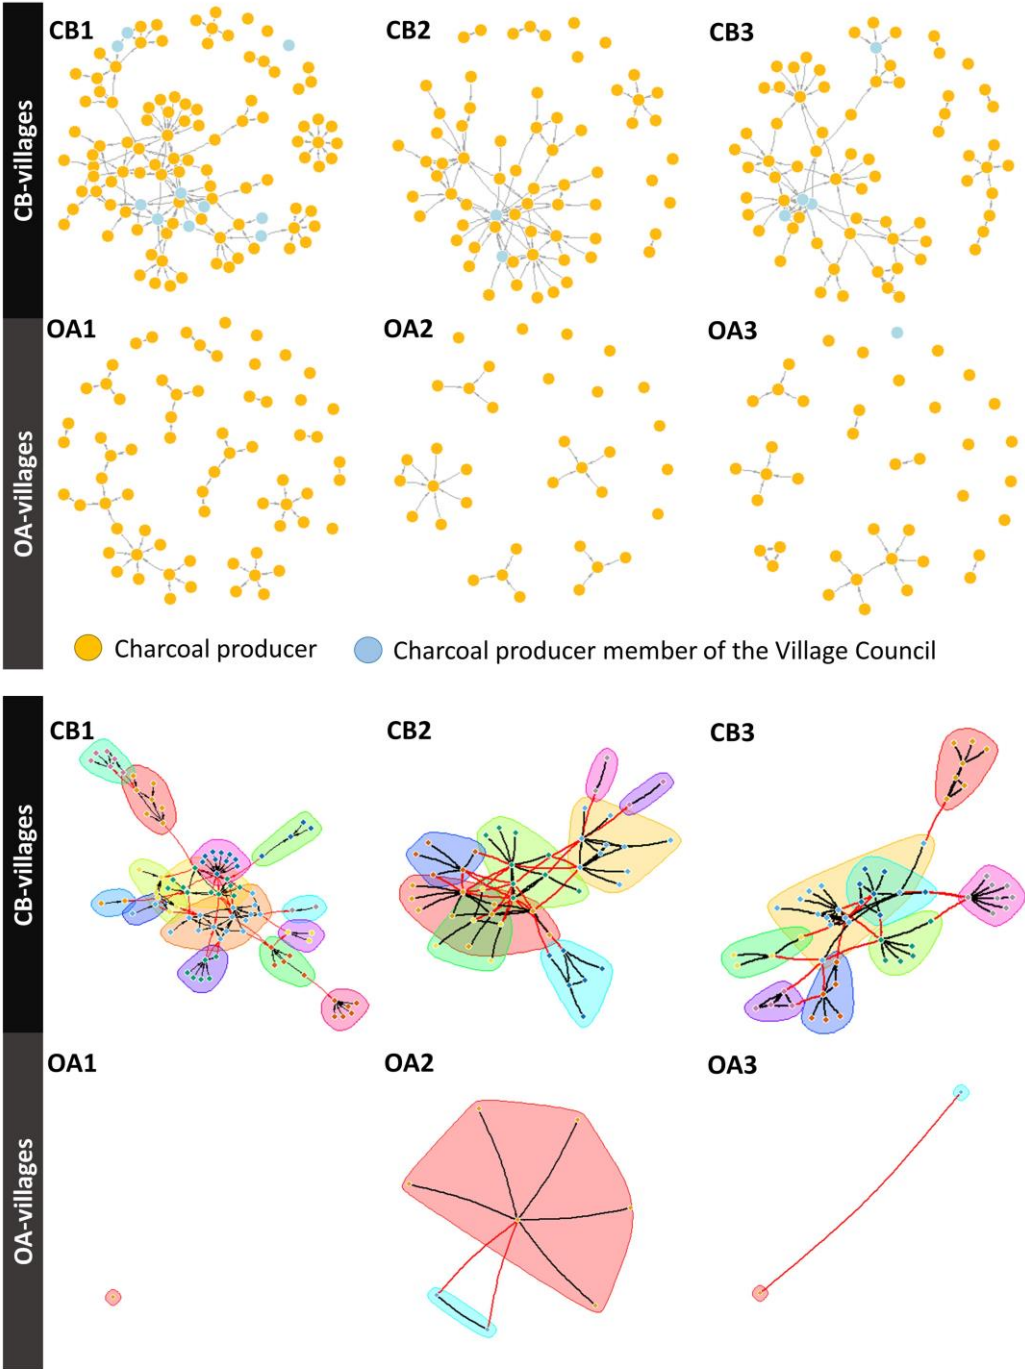 CB-villages
CB1
CB2
CB3
OA-villages
OA1
OA2
OA3
Charcoal producer
Charcoal producer member of the Village Council
CB-villages
CB1
CB2
CB3
OA-villages
OA1
OA2
OA3